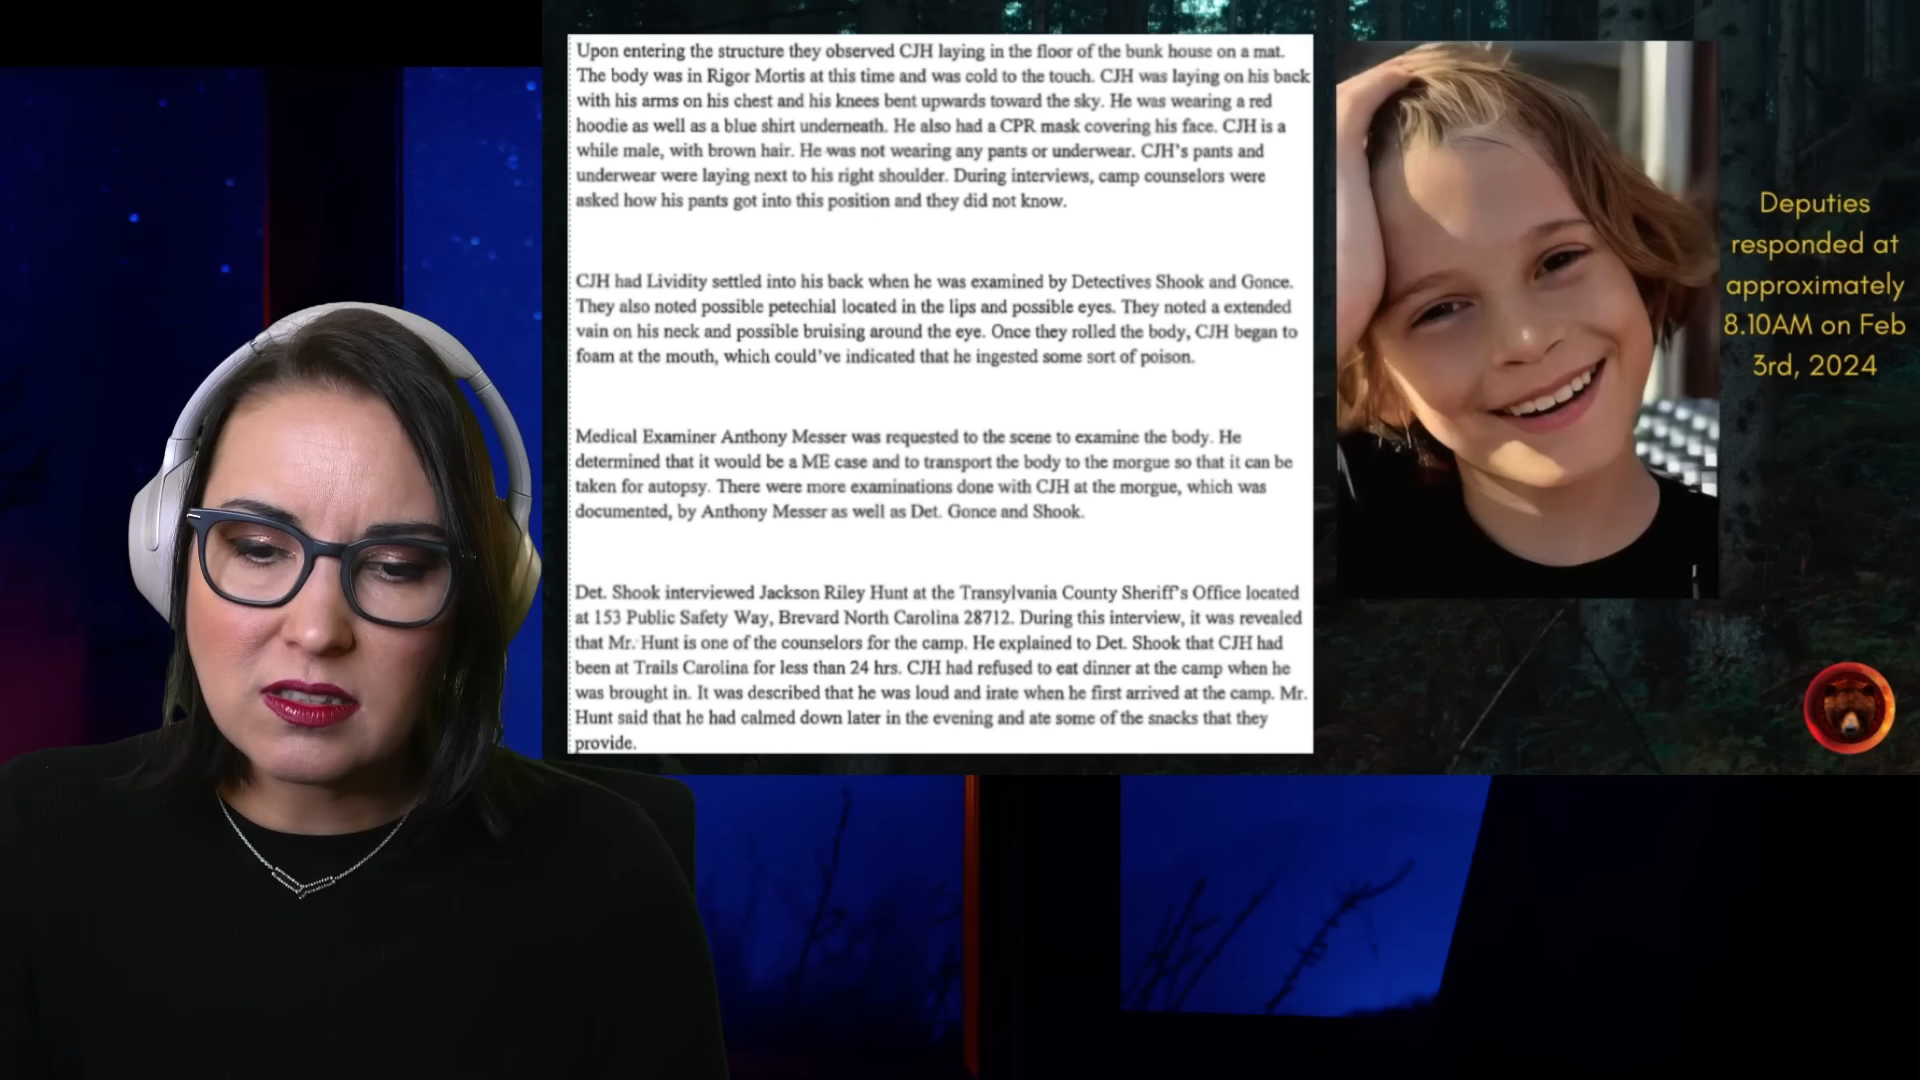 Upon entering the structure they observed CJH laying in the floor of the bunk house on a mat.
The body was in Rigor Mortis at this time and was cold to the touch. CJH was laying on his back
with his arms on his chest and his knees bent upwards toward the sky. He was wearing a red
hoodie as well as a blue shirt underneath. He also had a CPR mask covering his face. CJH is a
while male, with brown hair. He was not wearing any pants or underwear. CJH's pants and
underwear were laying next to his right shoulder. During interviews, camp counselors were
asked how his pants got into this position and they did not know.
CJH had Lividity settled into his back when he was examined by Detectives Shook and Gonce.
They also noted possible petechial located in the lips and possible eyes. They noted a extended
vain on his neck and possible bruising around the eye. Once they rolled the body, CJH began to
foam at the mouth, which could've indicated that he ingested some sort of poison.
Medical Examiner Anthony Messer was requested to the scene to examine the body. He
determined that it would be a ME case and to transport the body to the morgue so that it can be
taken for autopsy. There were more examinations done with CJH at the morgue, which was
documented, by Anthony Messer as well as Det. Gonce and Shook.
Det. Shook interviewed Jackson Riley Hunt at the Transylvania County Sheriff's Office located
at 153 Public Safety Way, Brevard North Carolina 28712. During this interview, it was revealed
that Mr. Hunt is one of the counselors for the camp. He explained to Det. Shook that CJH had
been at Trails Carolina for less than 24 hrs. CJH had refused to eat dinner at the camp when he
was brought in. It was described that he was loud and irate when he first arrived at the camp. Mr.
Hunt said that he had calmed down later in the evening and ate some of the snacks that they
provide.
Deputies
responded at
approximately
8.10AM on Feb
3rd, 2024